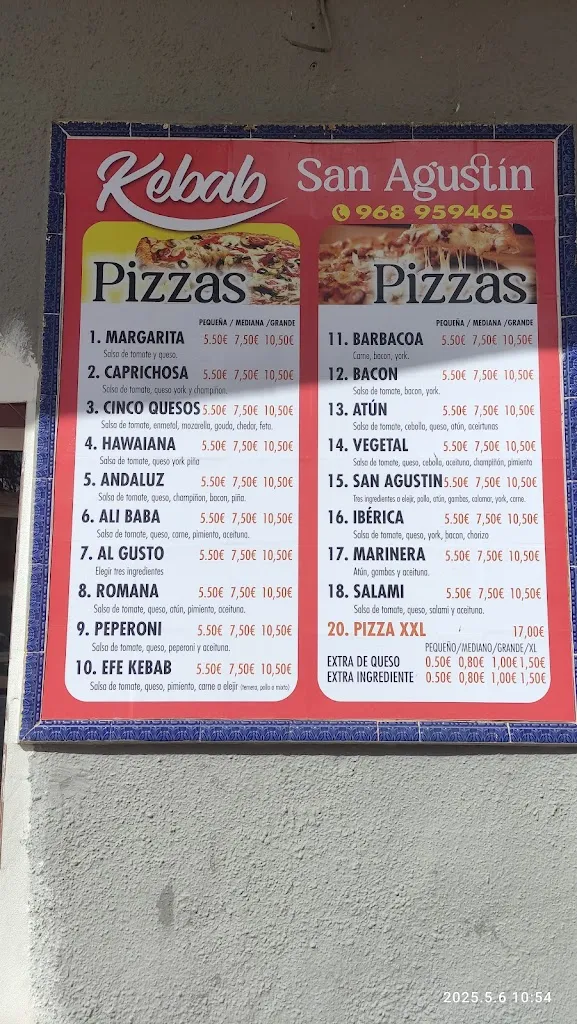 Kebab San Agustín
968 959465
Pizzas
PEQUEÑA / MEDIANA /GRANDE
1. MARGARITA 5.50€ 7,50€ 10,50€
Salsa de tomate y queso.
2. CAPRICHOSA 5.50€ 7,50€ 10,50€
Salsa de tomate, queso york y champiñon.
3. CINCO QUESOS 5.50€ 7,50€ 10,50€
Salsa de tomate, enmetal, mozarella, gouda, chedar, feta.
4. HAWAIANA 5.50€ 7,50€ 10,50€
Salsa de tomate, queso york piña
5. ANDALUZ 5.50€ 7,50€ 10,50€
Salsa de tomate, queso, champiñon, bacon, piña.
6. ALI BABA 5.50€ 7,50€ 10,50€
Salsa de tomate, queso, carne, pimiento, aceituna.
7. AL GUSTO 5.50€ 7,50€ 10,50€
Elegir tres ingredientes
8. ROMANA 5.50€ 7,50€ 10,50€
Salsa de tomate, queso, atún, pimiento, aceituna.
9. PEPERONI 5.50€ 7,50€ 10,50€
Salsa de tomate, queso, peperoni y aceituna.
10. EFE KEBAB 5.50€ 7,50€ 10,50€
Salsa de tomate, queso, pimiento, carne a elejir (ternera, pollo o mixto)
Pizzas
PEQUEÑA / MEDIANA /GRANDE
11. BARBACOA 5.50€ 7,50€ 10,50€
Carne, bacon, york.
12. BACON 5.50€ 7,50€ 10,50€
Salsa de tomate, bacon, york.
13. ATÚN 5.50€ 7,50€ 10,50€
Salsa de tomate, cebolla, queso, atún, aceirtunas
14. VEGETAL 5.50€ 7,50€ 10,50€
Salsa de tomate, queso, cebolla, aceituna, champiñón, pimiento
15. SAN AGUSTIN 5.50€ 7,50€ 10,50€
Tres ingredientes a elejir, pollo, atún, gambas, calamar, york, carne.
16. IBÉRICA 5.50€ 7,50€ 10,50€
Salsa de tomate, queso, york, bacon, chorizo
17. MARINERA 5.50€ 7,50€ 10,50€
Atún, gambas y aceituna.
18. SALAMI 5.50€ 7,50€ 10,50€
Salsa de tomate, queso, salami y aceituna.
20. PIZZA XXL 17,00€
PEQUEÑO/MEDIANO/GRANDE/XL
EXTRA DE QUESO 0.50€ 0,80€ 1,00€ 1,50€
EXTRA INGREDIENTE 0.50€ 0,80€ 1,00€ 1,50€
2025.5.6 10:54